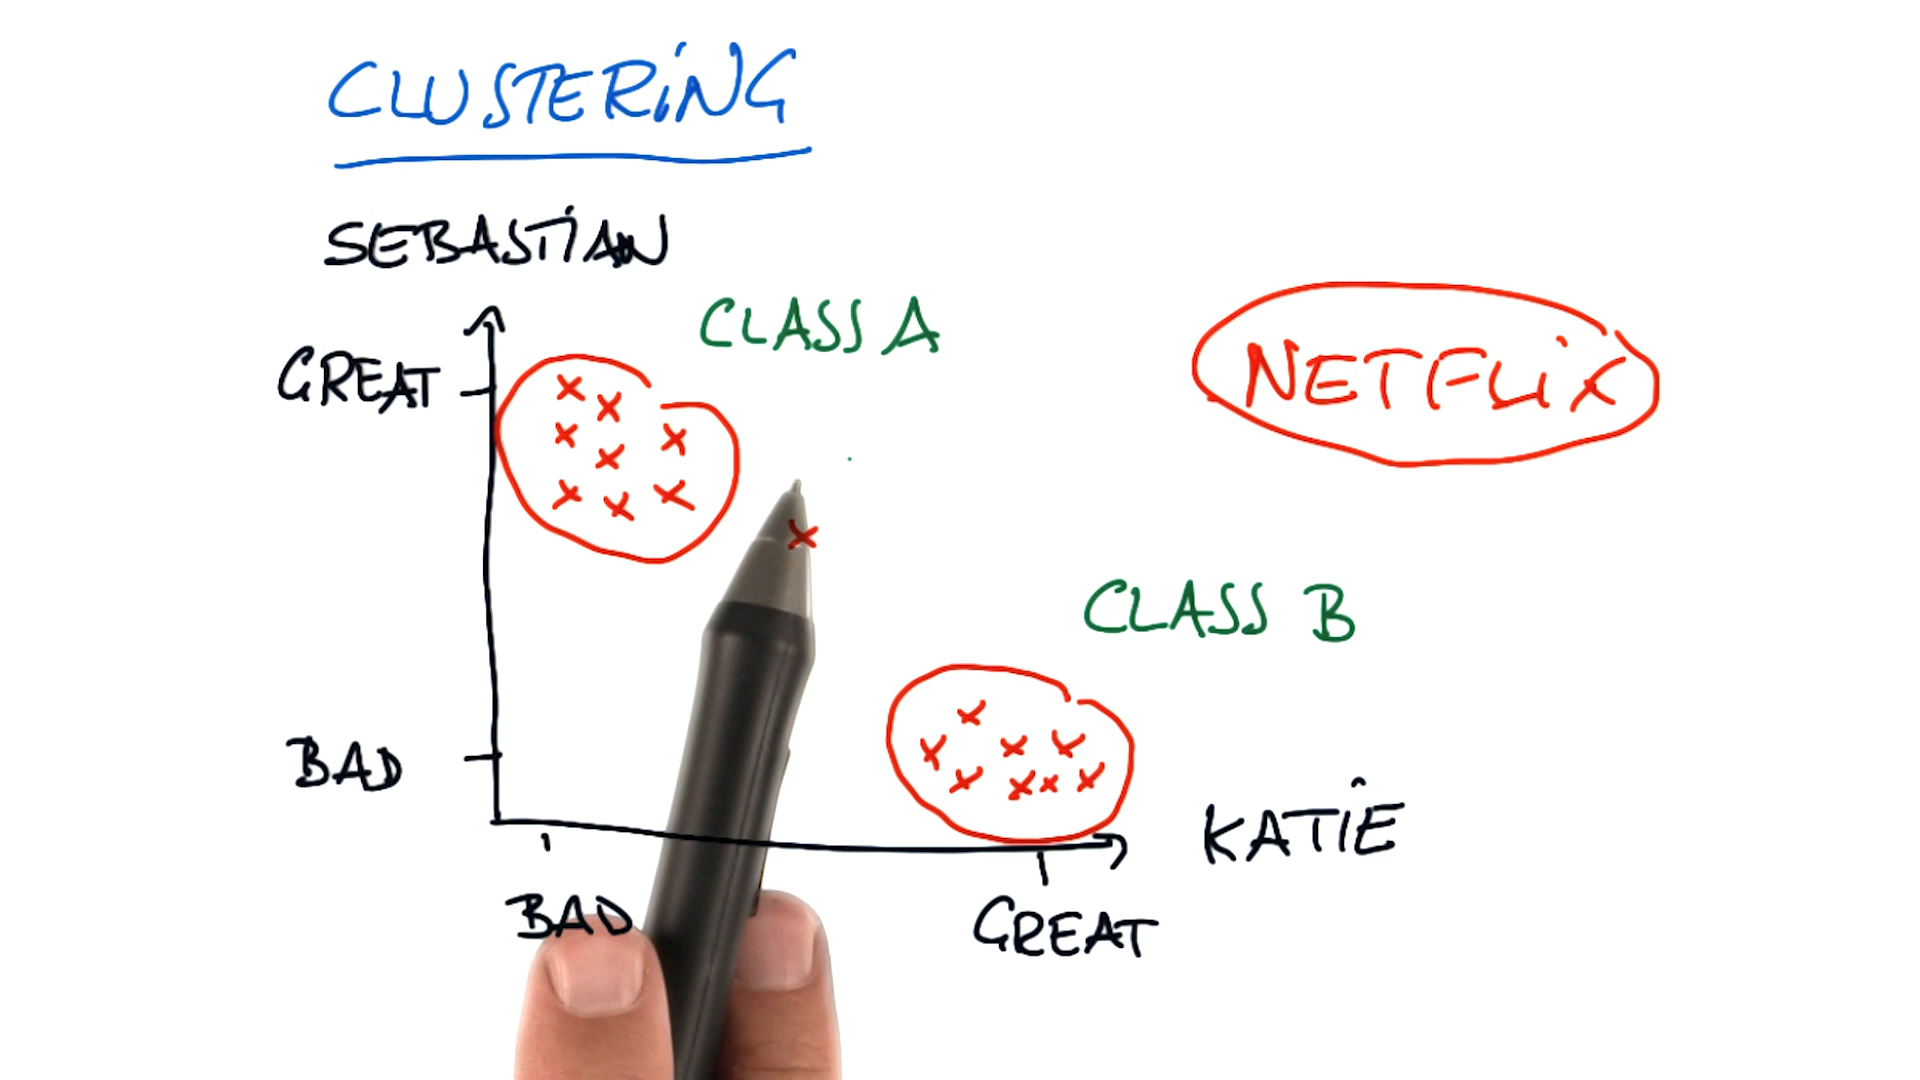 CLUSTERING
SEBASTIAN
CLASS A
GREAT
NETFLIX
CLASS B
BAD
KATIE
BAD
GREAT